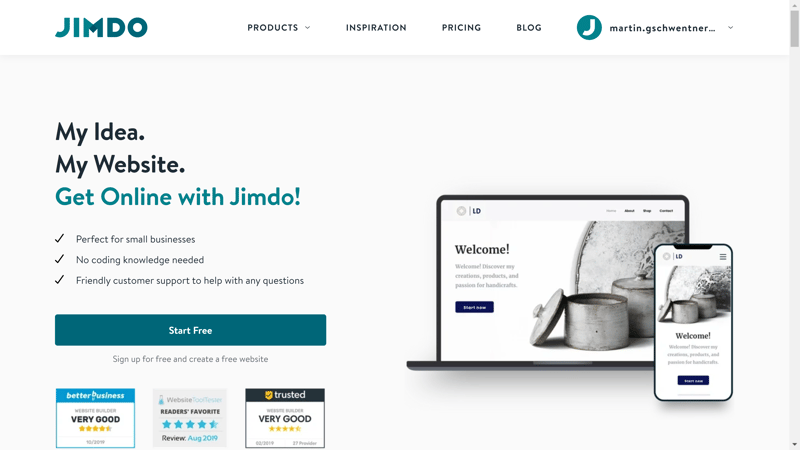 JIMDO
PRODUCTS
INSPIRATION
PRICING
BLOG
martin.gschwentner…
My Idea.
My Website.
Get Online with Jimdo!
Perfect for small businesses
No coding knowledge needed
Friendly customer support to help with any questions
Start Free
Sign up for free and create a free website
betterbusiness
WEBSITE BUILDER
VERY GOOD
10/2019
WebsiteToolTester
READERS' FAVORITE
Review: Aug 2019
trusted
WEBSITE BUILDER
VERY GOOD
02/2019 27 Provider
LD
Home About Shop Contact
Welcome!
Welcome! Discover my
creations, products, and
passion for handicrafts.
Start now
LD
Welcome!
Welcome! Discover my
creations, products, and
passion for handicrafts.
Start now